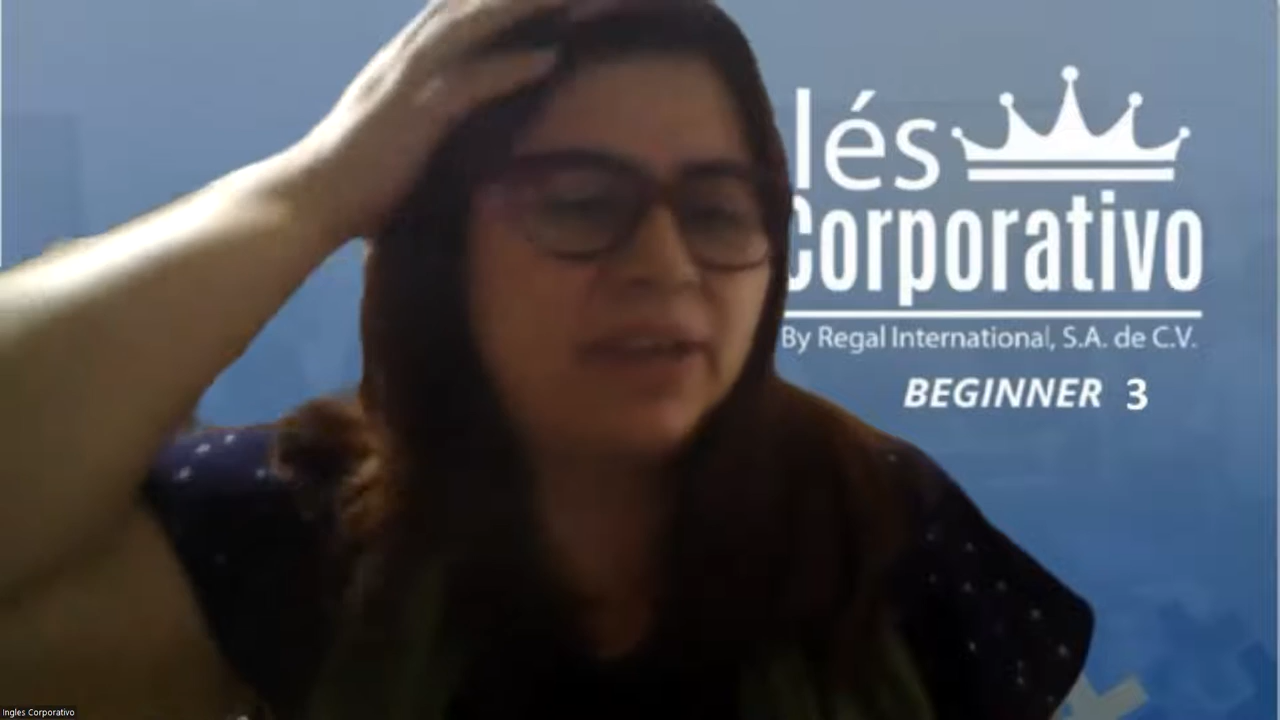 lés
Corporativo
By Regal International, S.A. de C.V.
BEGINNER 3
Ingles Corporativo